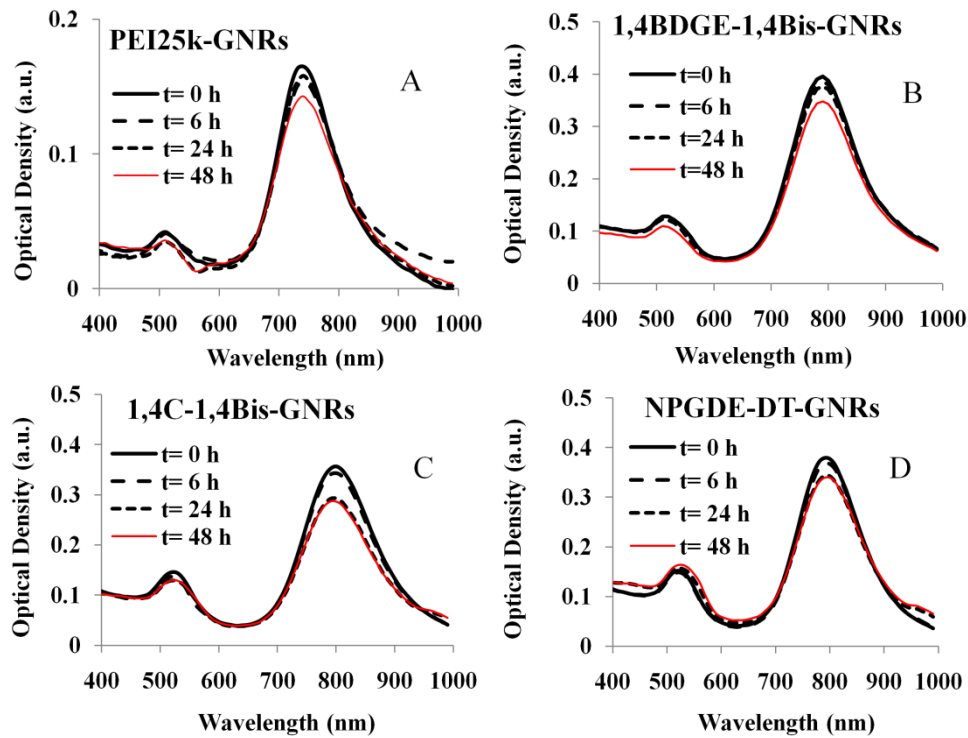 PEI25k-GNRs
A
t= 0 h
t= 6 h
t= 24 h
t= 48 h
0.2
0.1
0
400 500 600 700 800 900 1000
Optical Density (a.u.)
Wavelength (nm)
1,4BDGE-1,4Bis-GNRs
B
t=0 h
t=6h
t=24 h
t=48 h
0.5
0.4
0.3
0.2
0.1
0
400 500 600 700 800 900 1000
Optical Density (a.u.)
Wavelength (nm)
1,4C-1,4Bis-GNRs
C
t= 0 h
t= 6 h
t= 24 h
t= 48 h
0.5
0.4
0.3
0.2
0.1
0
400 500 600 700 800 900 1000
Optical Density (a.u.)
Wavelength (nm)
NPGDE-DT-GNRs
D
t= 0 h
t= 6 h
t= 24 h
t= 48 h
0.5
0.4
0.3
0.2
0.1
0
400 500 600 700 800 900 1000
Optical Density (a.u.)
Wavelength (nm)